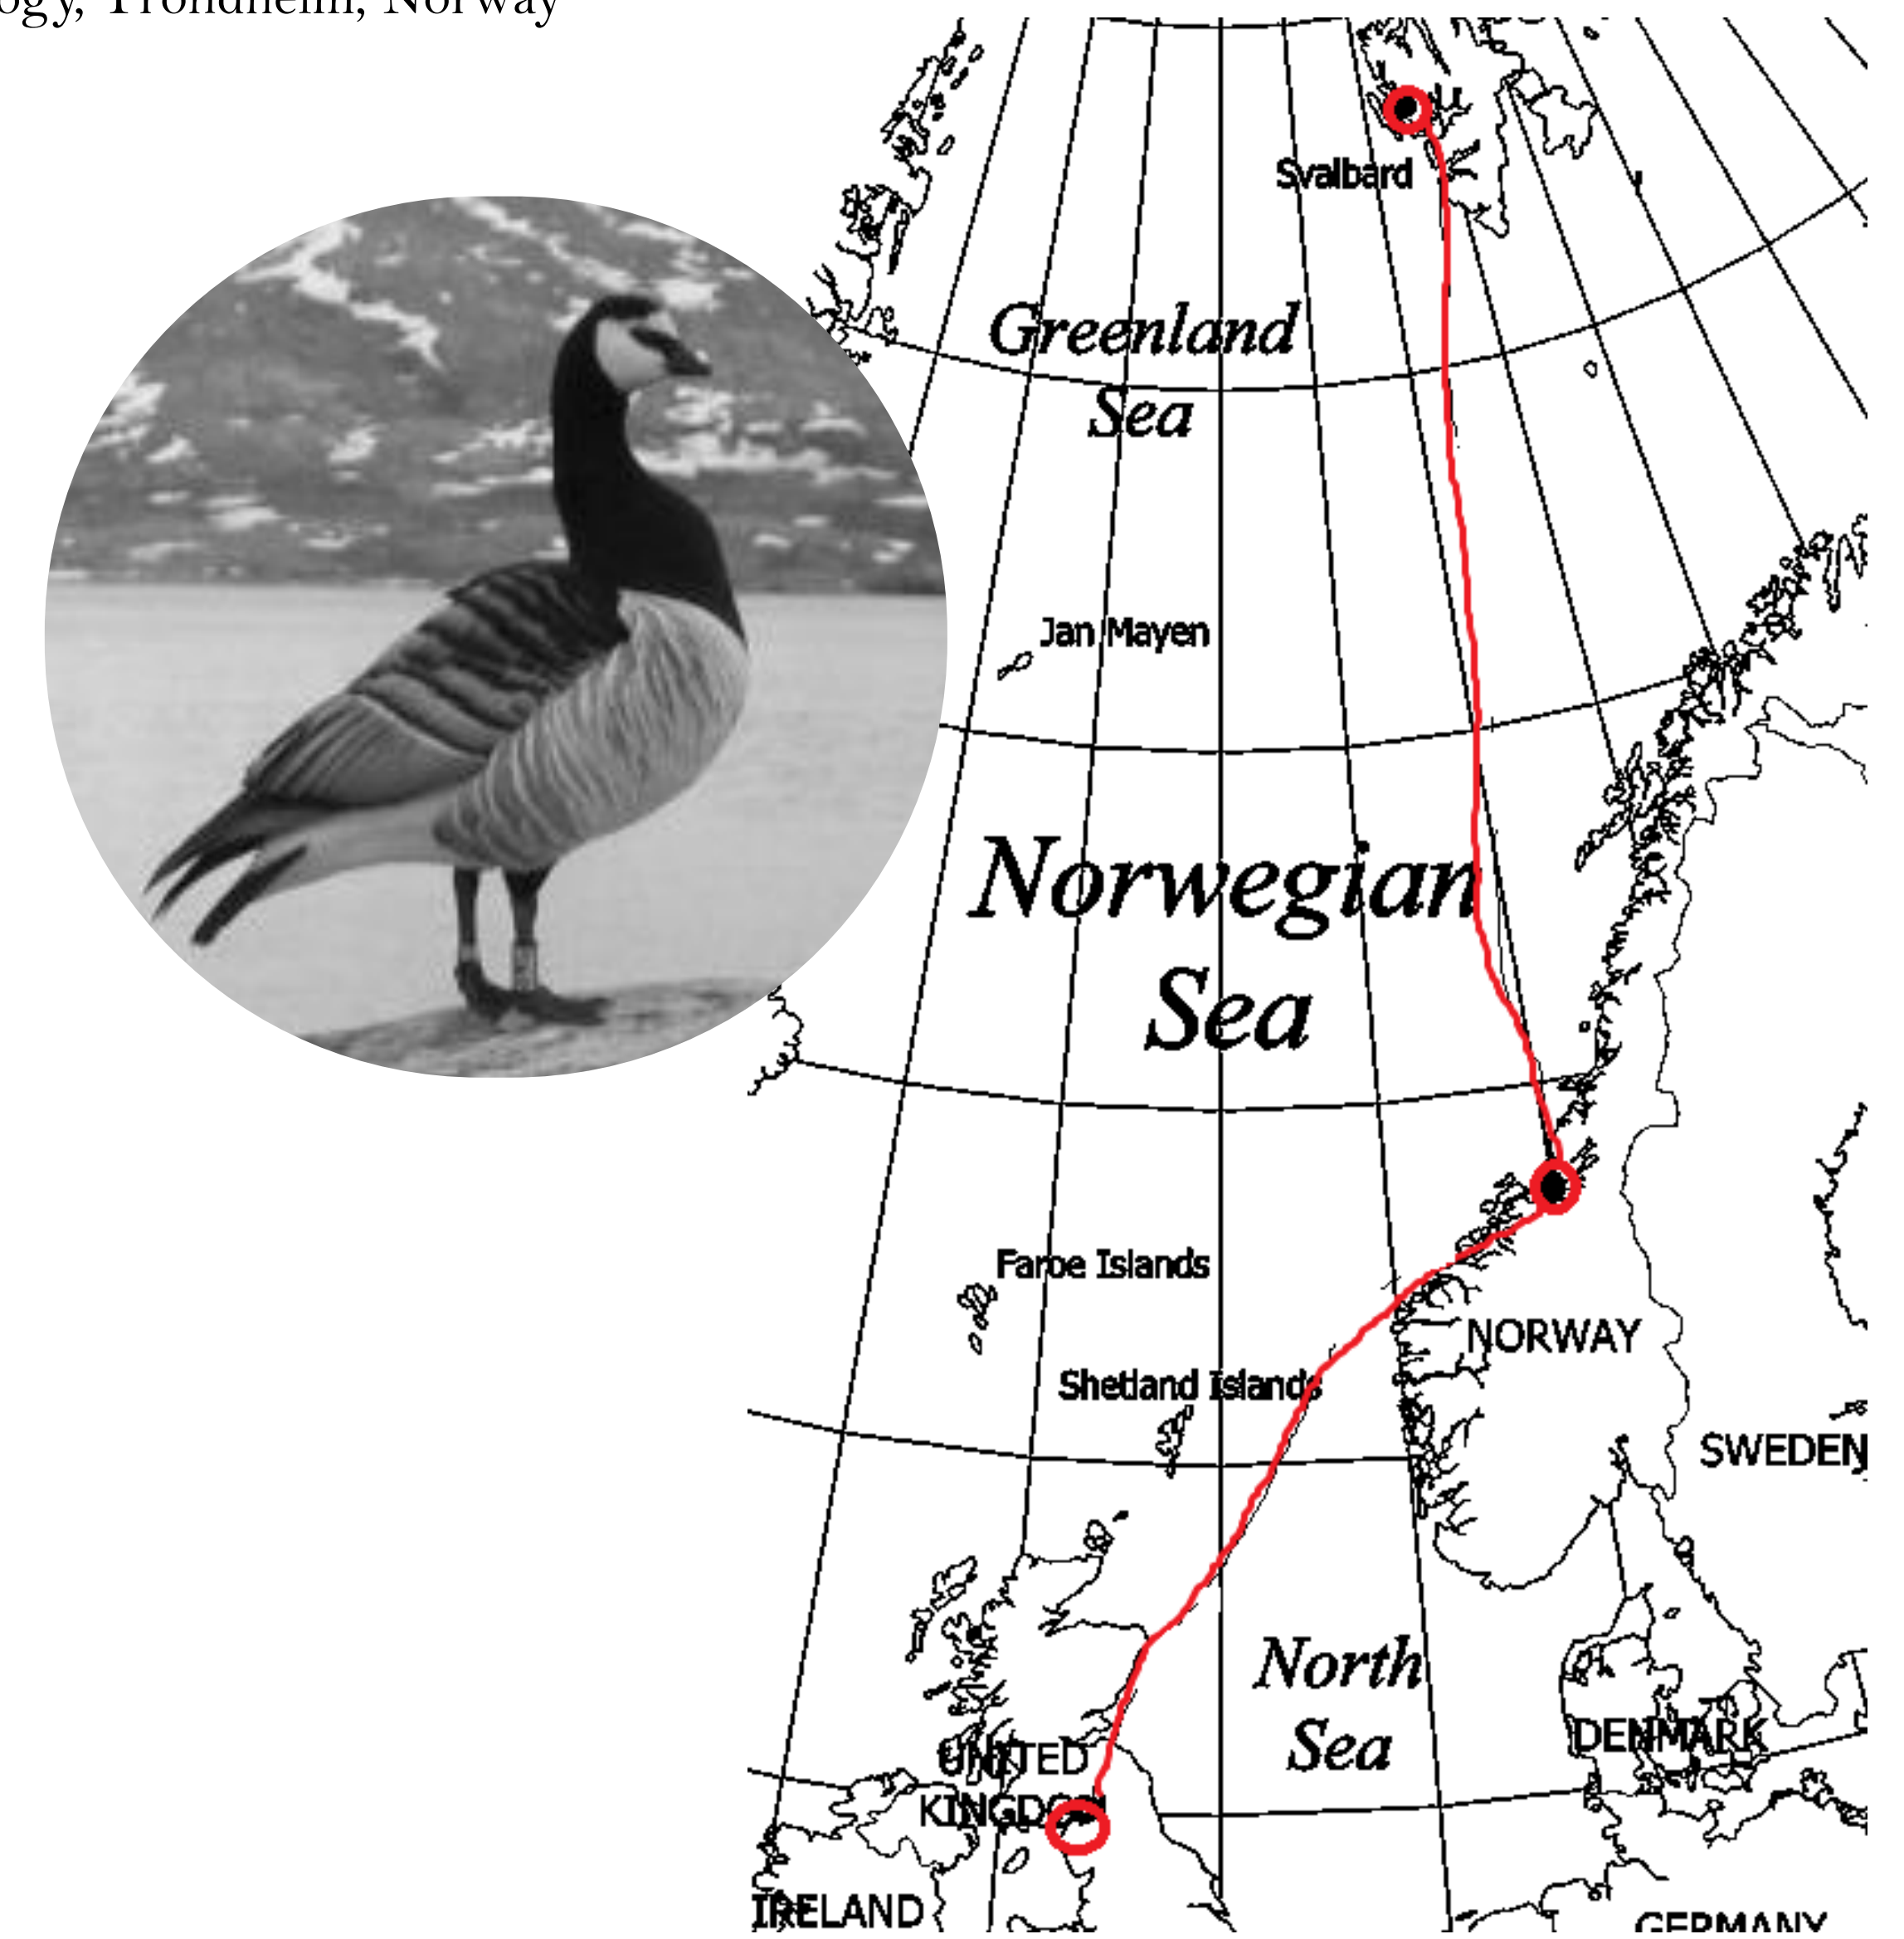 ogy, Trondheim, Norway
Svalbard
Greenland
Sea
Jan Mayen
Norwegian
Sea
Faroe Islands
NORWAY
Shetland Islands
SWEDEN
North
Sea
UNITED
KINGDOM
DENMARK
IRELAND
GERMANY